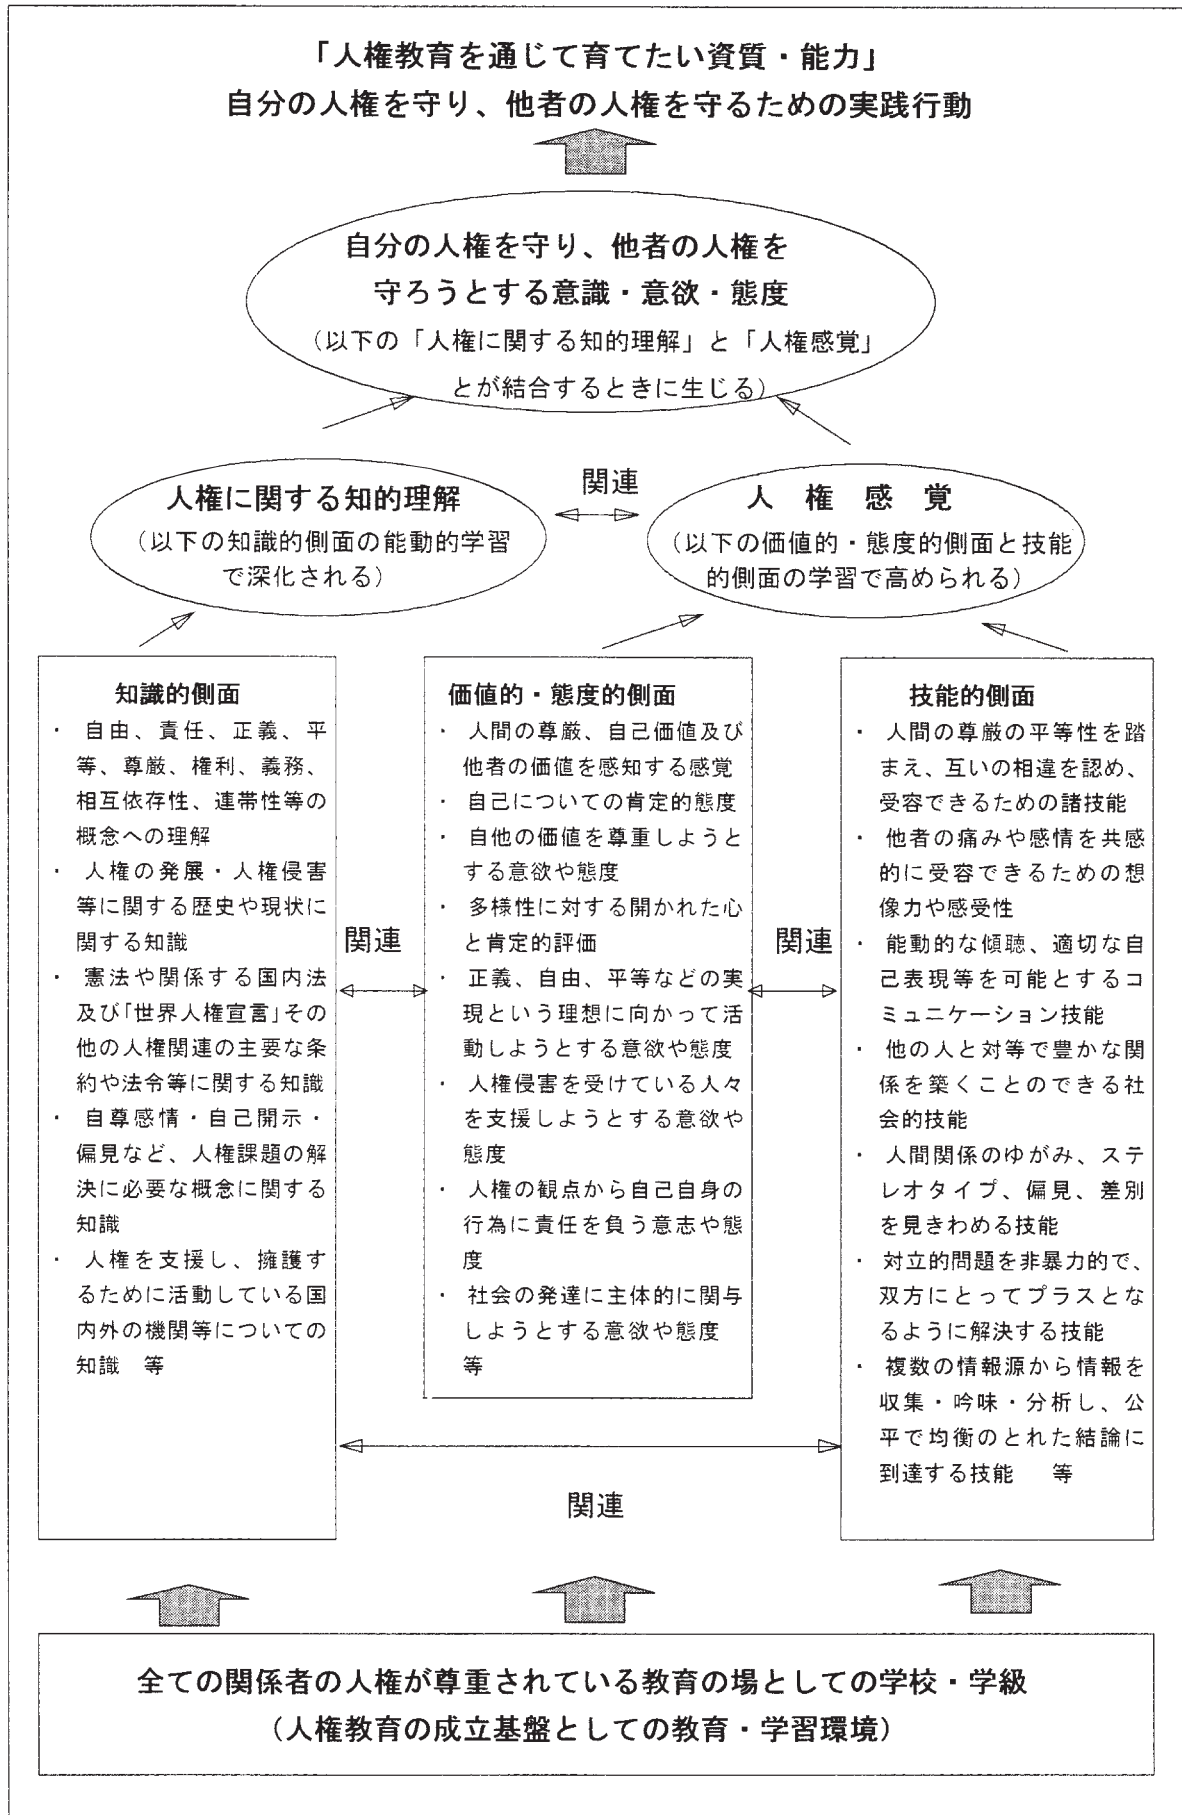 「人権教育を通じて育てたい資質・能力」
自分の人権を守り、他者の人権を守るための実践行動
自分の人権を守り、他者の人権を
守ろうとする意識・意欲・態度
（以下の「人権に関する知的理解」と「人権感覚」
とが結合するときに生じる）
人権に関する知的理解
（以下の知識的側面の能動的学習
で深化される）
関連
人 権 感 覚
（以下の価値的・態度的側面と技能
的側面の学習で高められる）
知識的側面
・ 自由、責任、正義、平
等、尊厳、権利、義務、
相互依存性、連帯性等の
概念への理解
・ 人権の発展・人権侵害
等に関する歴史や現状に
関する知識
・ 憲法や関係する国内法
及び「世界人権宣言」その
他の人権関連の主要な条
約や法令等に関する知識
・ 自尊感情・自己開示・
偏見など、人権課題の解
決に必要な概念に関する
知識
・ 人権を支援し、擁護す
るために活動している国
内外の機関等についての
知識 等
関連
価値的・態度的側面
・ 人間の尊厳、自己価値及び
他者の価値を感知する感覚
・ 自己についての肯定的態度
・ 自他の価値を尊重しようと
する意欲や態度
・ 多様性に対する開かれた心
と肯定的評価
・ 正義、自由、平等などの実
現という理想に向かって活
動しようとする意欲や態度
・ 人権侵害を受けている人々
を支援しようとする意欲や
態度
・ 人権の観点から自己自身の
行為に責任を負う意志や態
度
・ 社会の発達に主体的に関与
しようとする意欲や態度
等
関連
技能的側面
・ 人間の尊厳の平等性を踏
まえ、互いの相違を認め、
受容できるための諸技能
・ 他者の痛みや感情を共感
的に受容できるための想
像力や感受性
・ 能動的な傾聴、適切な自
己表現等を可能とするコ
ミュニケーション技能
・ 他の人と対等で豊かな関
係を築くことのできる社
会的技能
・ 人間関係のゆがみ、ステ
レオタイプ、偏見、差別
を見きわめる技能
・ 対立的問題を非暴力的で、
双方にとってプラスとな
るように解決する技能
・ 複数の情報源から情報を
収集・吟味・分析し、公
平で均衡のとれた結論に
到達する技能 等
関連
全ての関係者の人権が尊重されている教育の場としての学校・学級
（人権教育の成立基盤としての教育・学習環境）